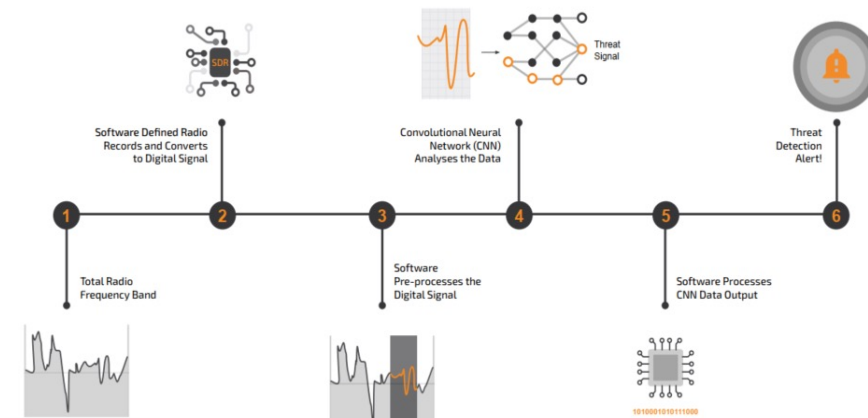 SDR
Threat
Signal
Software Defined Radio
Records and Converts
to Digital Signal
Convolutional Neural
Network (CNN)
Analyses the Data
Threat
Detection
Alert!
1
2
3
4
5
6
Total Radio
Frequency Band
Software
Pre-processes the
Digital Signal
Software Processes
CNN Data Output
1010001010111000